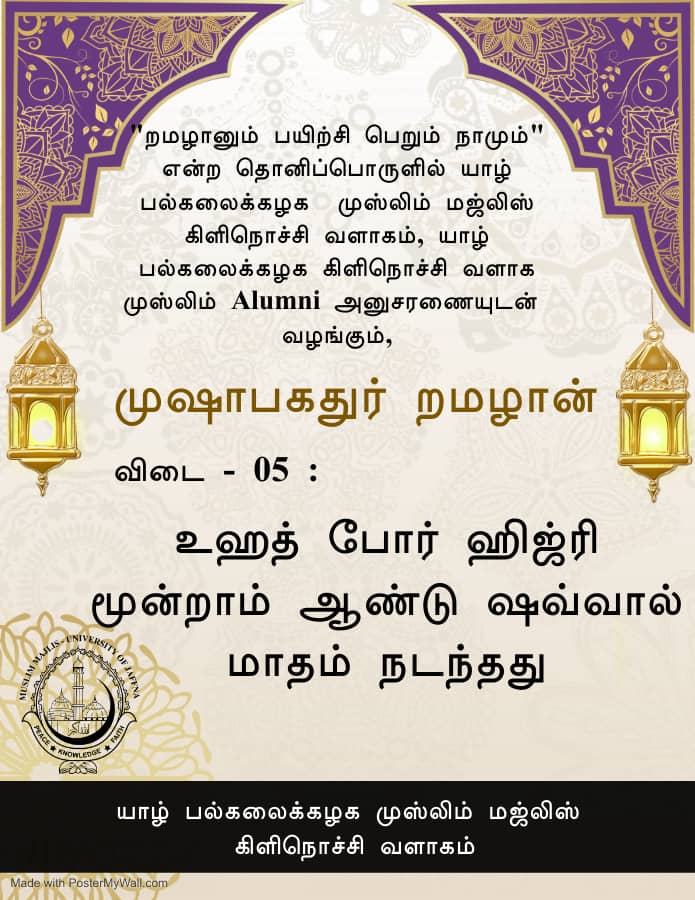 "றமழானும் பயிற்சி பெறும் நாமும்"
என்ற தொனிப்பொருளில் யாழ்
பல்கலைக்கழக முஸ்லிம் மஜ்லிஸ்
கிளிநொச்சி வளாகம், யாழ்
பல்கலைக்கழக கிளிநொச்சி வளாக
முஸ்லிம் Alumni அனுசரணையுடன்
வழங்கும்,
முஷாபகதுர் றமழான்
விடை - 05 :
உஹத் போர் ஹிஜ்ரி
மூன்றாம் ஆண்டு ஷவ்வால்
மாதம் நடந்தது
MUSLIM MAJLIS - UNIVERSITY OF JAFFNA
PEACE ★ KNOWLEDGE ★ FAITH
யாழ் பல்கலைக்கழக முஸ்லிம் மஜ்லிஸ்
கிளிநொச்சி வளாகம்
Made with PosterMyWall.com